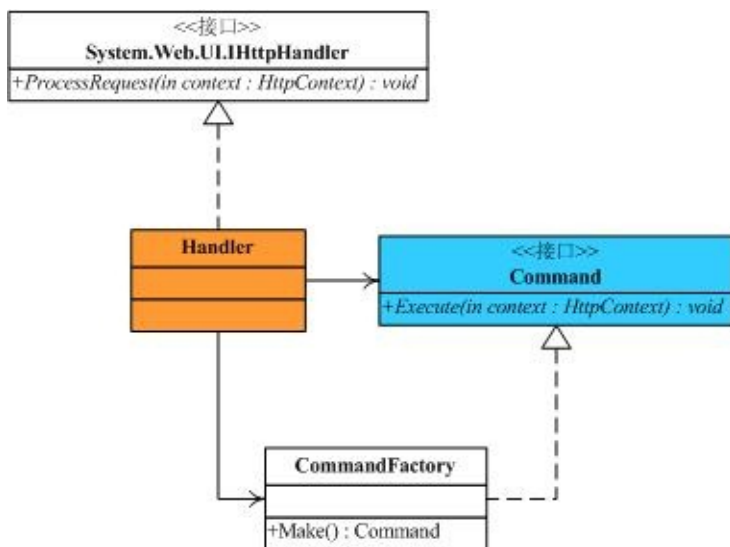 <<接口>>
System.Web.UI.IHttpHandler
+ProcessRequest(in context : HttpContext) : void
Handler
<<接口>>
Command
+Execute(in context : HttpContext) : void
CommandFactory
+Make() : Command